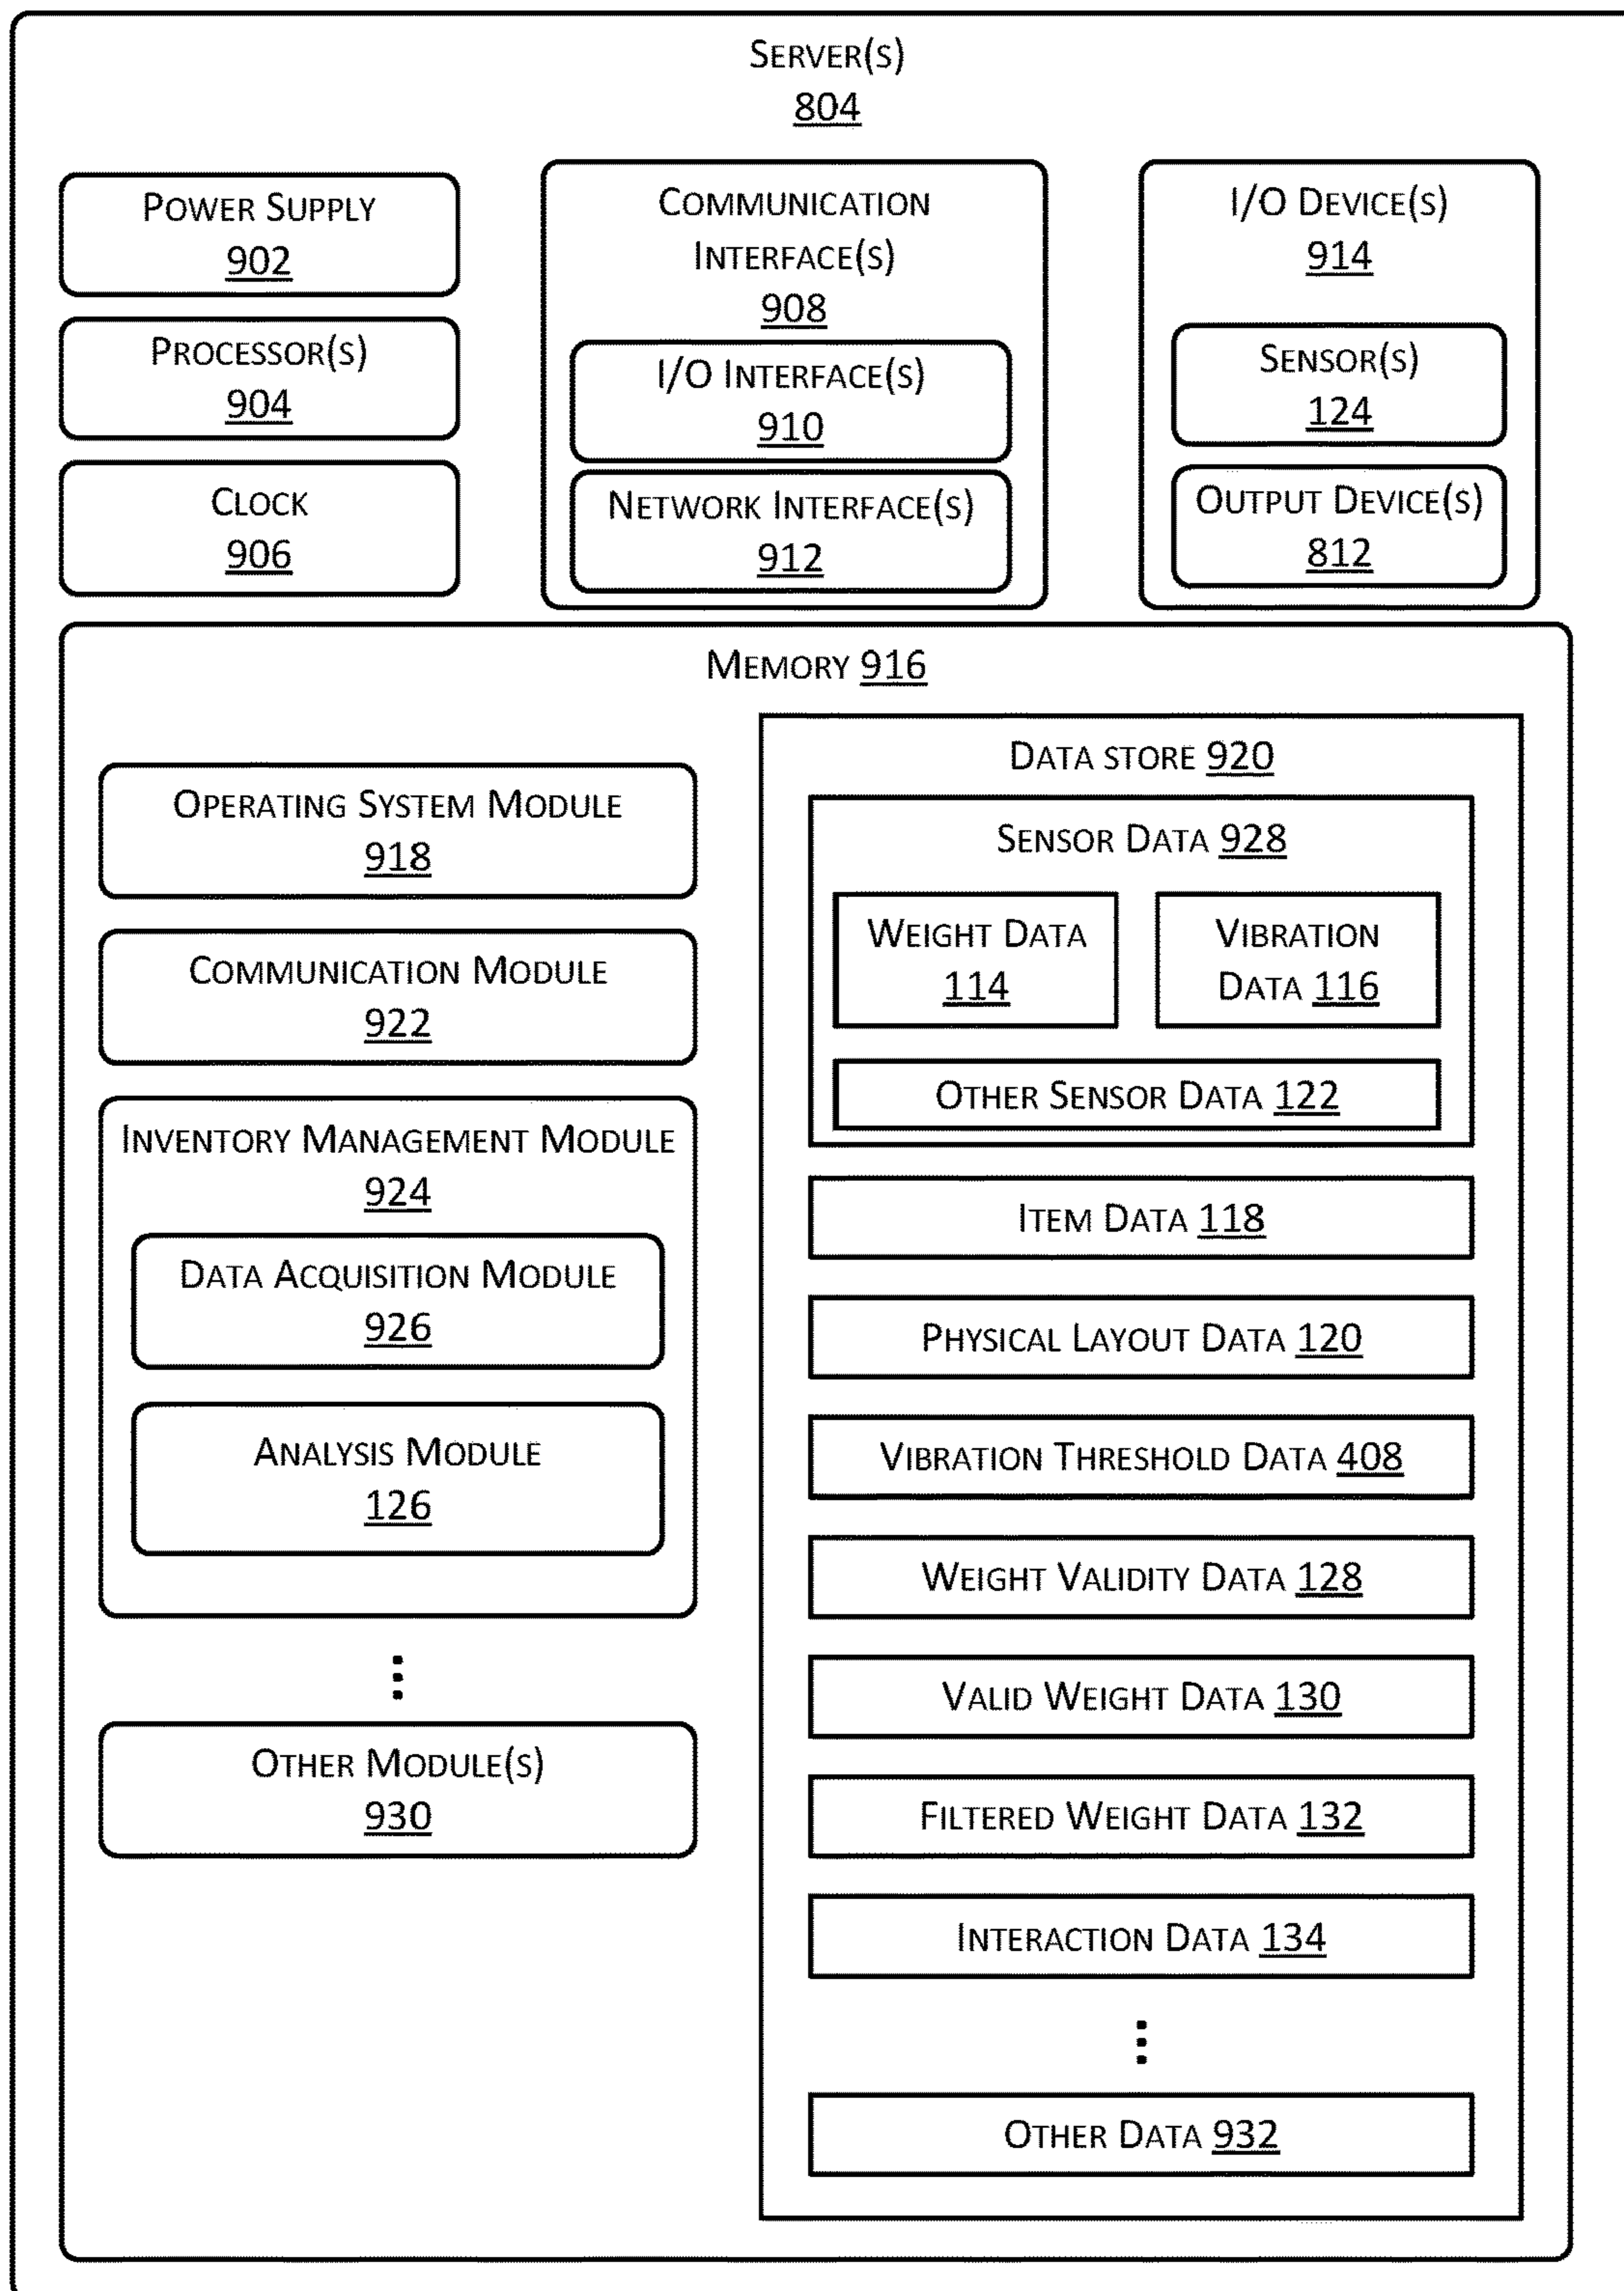 SERVER(S)
804
POWER SUPPLY
902
PROCESSOR(S)
904
CLOCK
906
COMMUNICATION
INTERFACE(S)
908
I/O INTERFACE(S)
910
NETWORK INTERFACE(S)
912
I/O DEVICE(S)
914
SENSOR(S)
124
OUTPUT DEVICE(S)
812
MEMORY 916
OPERATING SYSTEM MODULE
918
COMMUNICATION MODULE
922
INVENTORY MANAGEMENT MODULE
924
DATA ACQUISITION MODULE
926
ANALYSIS MODULE
126
OTHER MODULE(S)
930
DATA STORE 920
SENSOR DATA 928
WEIGHT DATA
114
VIBRATION
DATA 116
OTHER SENSOR DATA 122
ITEM DATA 118
PHYSICAL LAYOUT DATA 120
VIBRATION THRESHOLD DATA 408
WEIGHT VALIDITY DATA 128
VALID WEIGHT DATA 130
FILTERED WEIGHT DATA 132
INTERACTION DATA 134
OTHER DATA 932